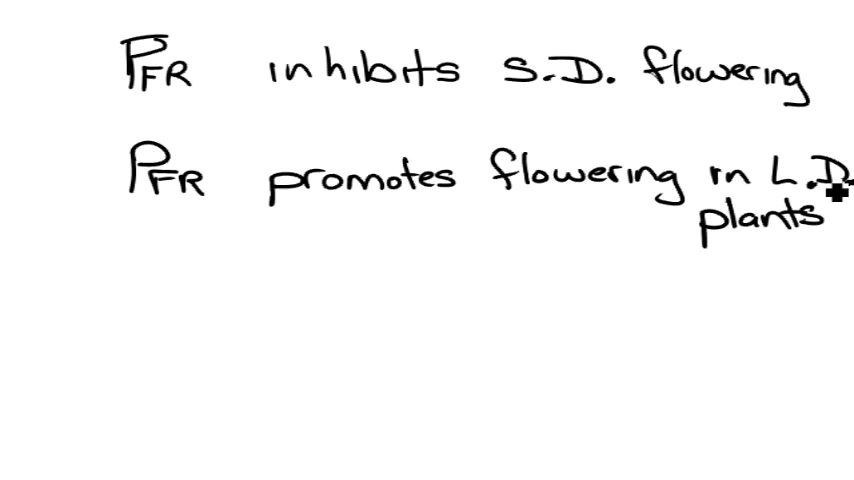 PFR inhibits S.D. flowering
PFR promotes flowering in L.D.
plants